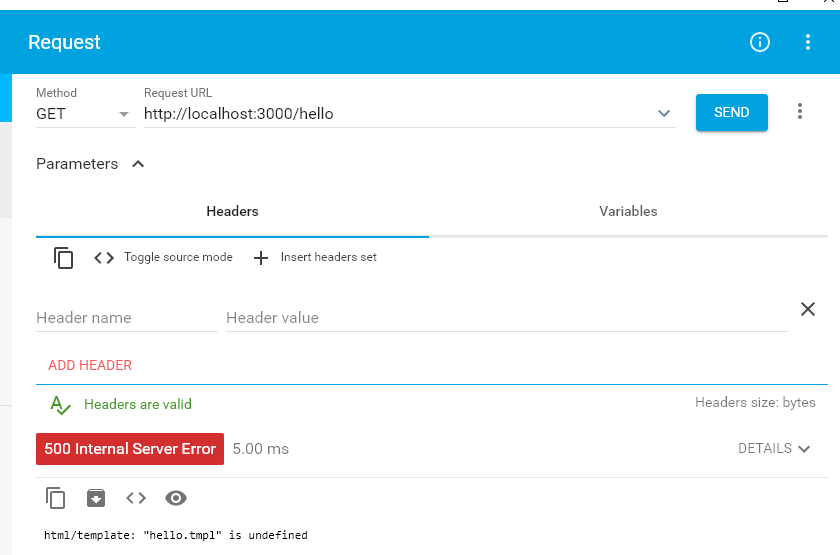 Request
Method
Request URL
GET
http://localhost:3000/hello
SEND
Parameters
Headers
Variables
Toggle source mode
Insert headers set
Header name
Header value
ADD HEADER
Headers are valid
Headers size: bytes
500 Internal Server Error
5.00 ms
DETAILS
html/template: "hello.tmpl" is undefined